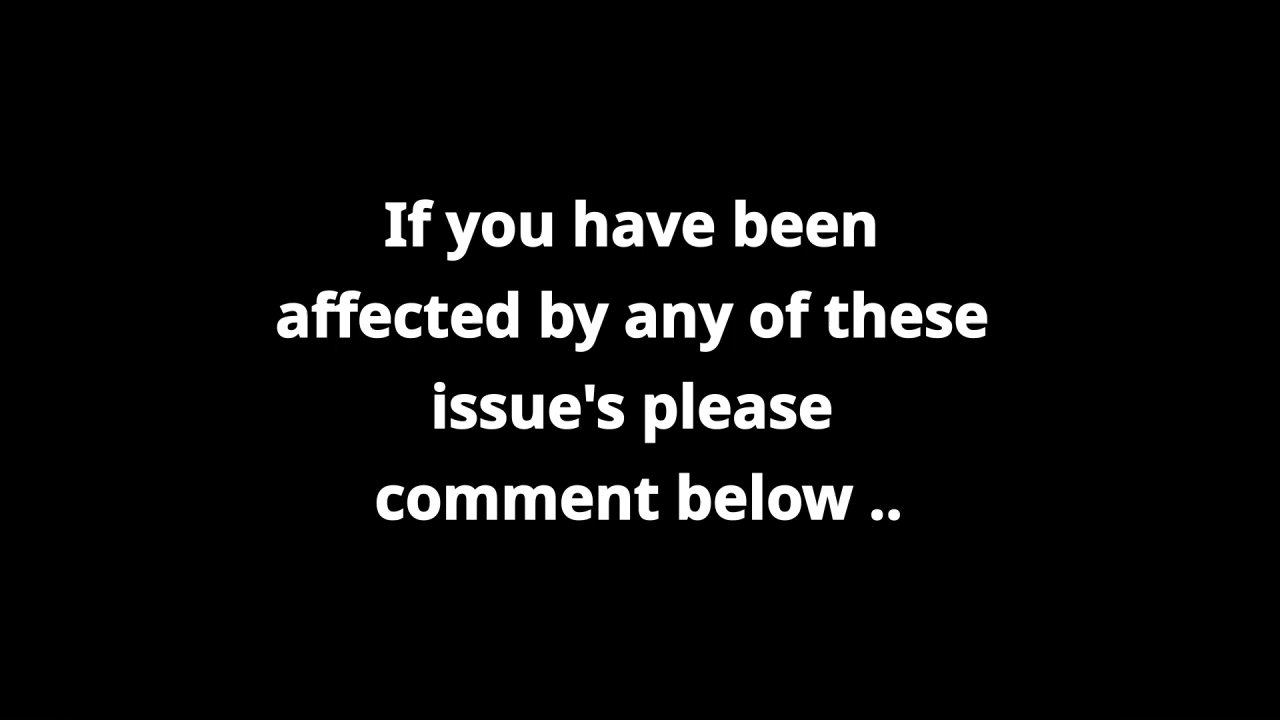 If you have been
affected by any of these
issue's please
comment below ..